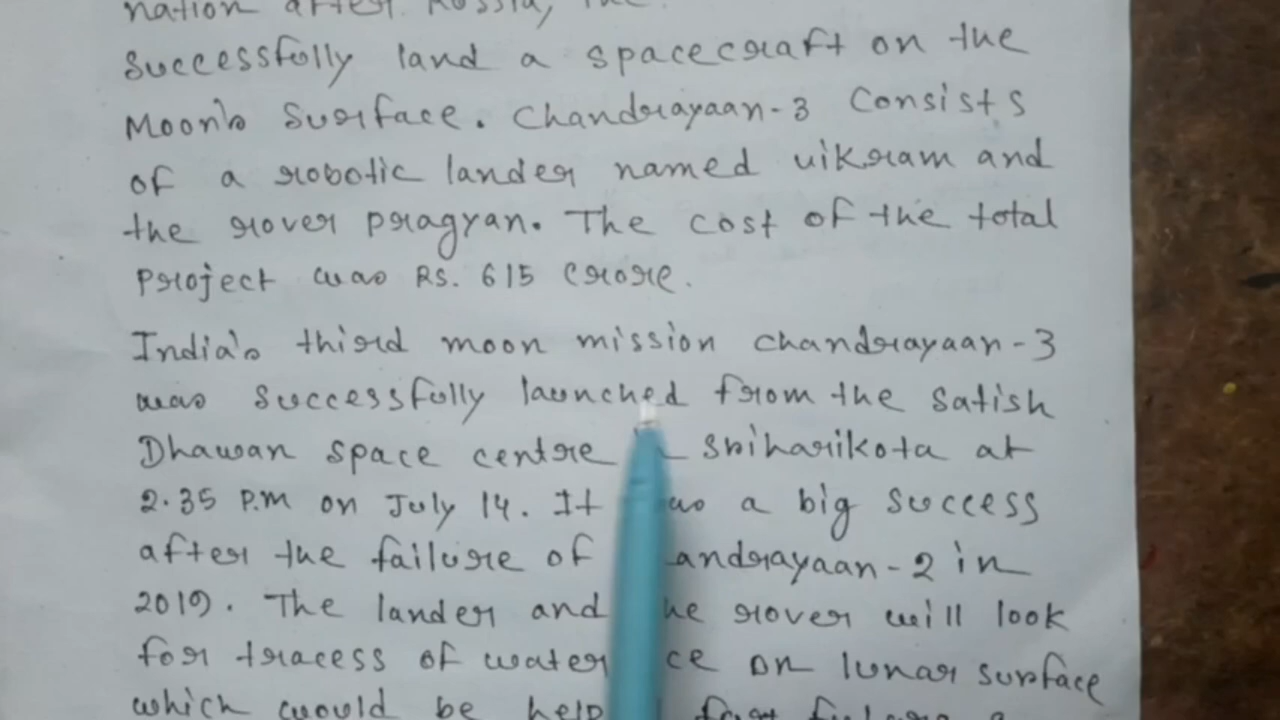 nation after Russia,
Successfully land a spacecraft on the
Moon's Surface. Chandrayaan-3 Consists
of a robotic lander named vikram and
the rover pragyan. The cost of the total
project was RS. 615 Crore.
India's third moon mission chandrayaan-3
was Successfully launched from the Satish
Dhawan space centre Sriharikota at
2.35 P.M on July 14. It a big success
after the failure of andrayaan-2 in
2019. The lander and rover will look
for tracess of water on lunar surface
which would be